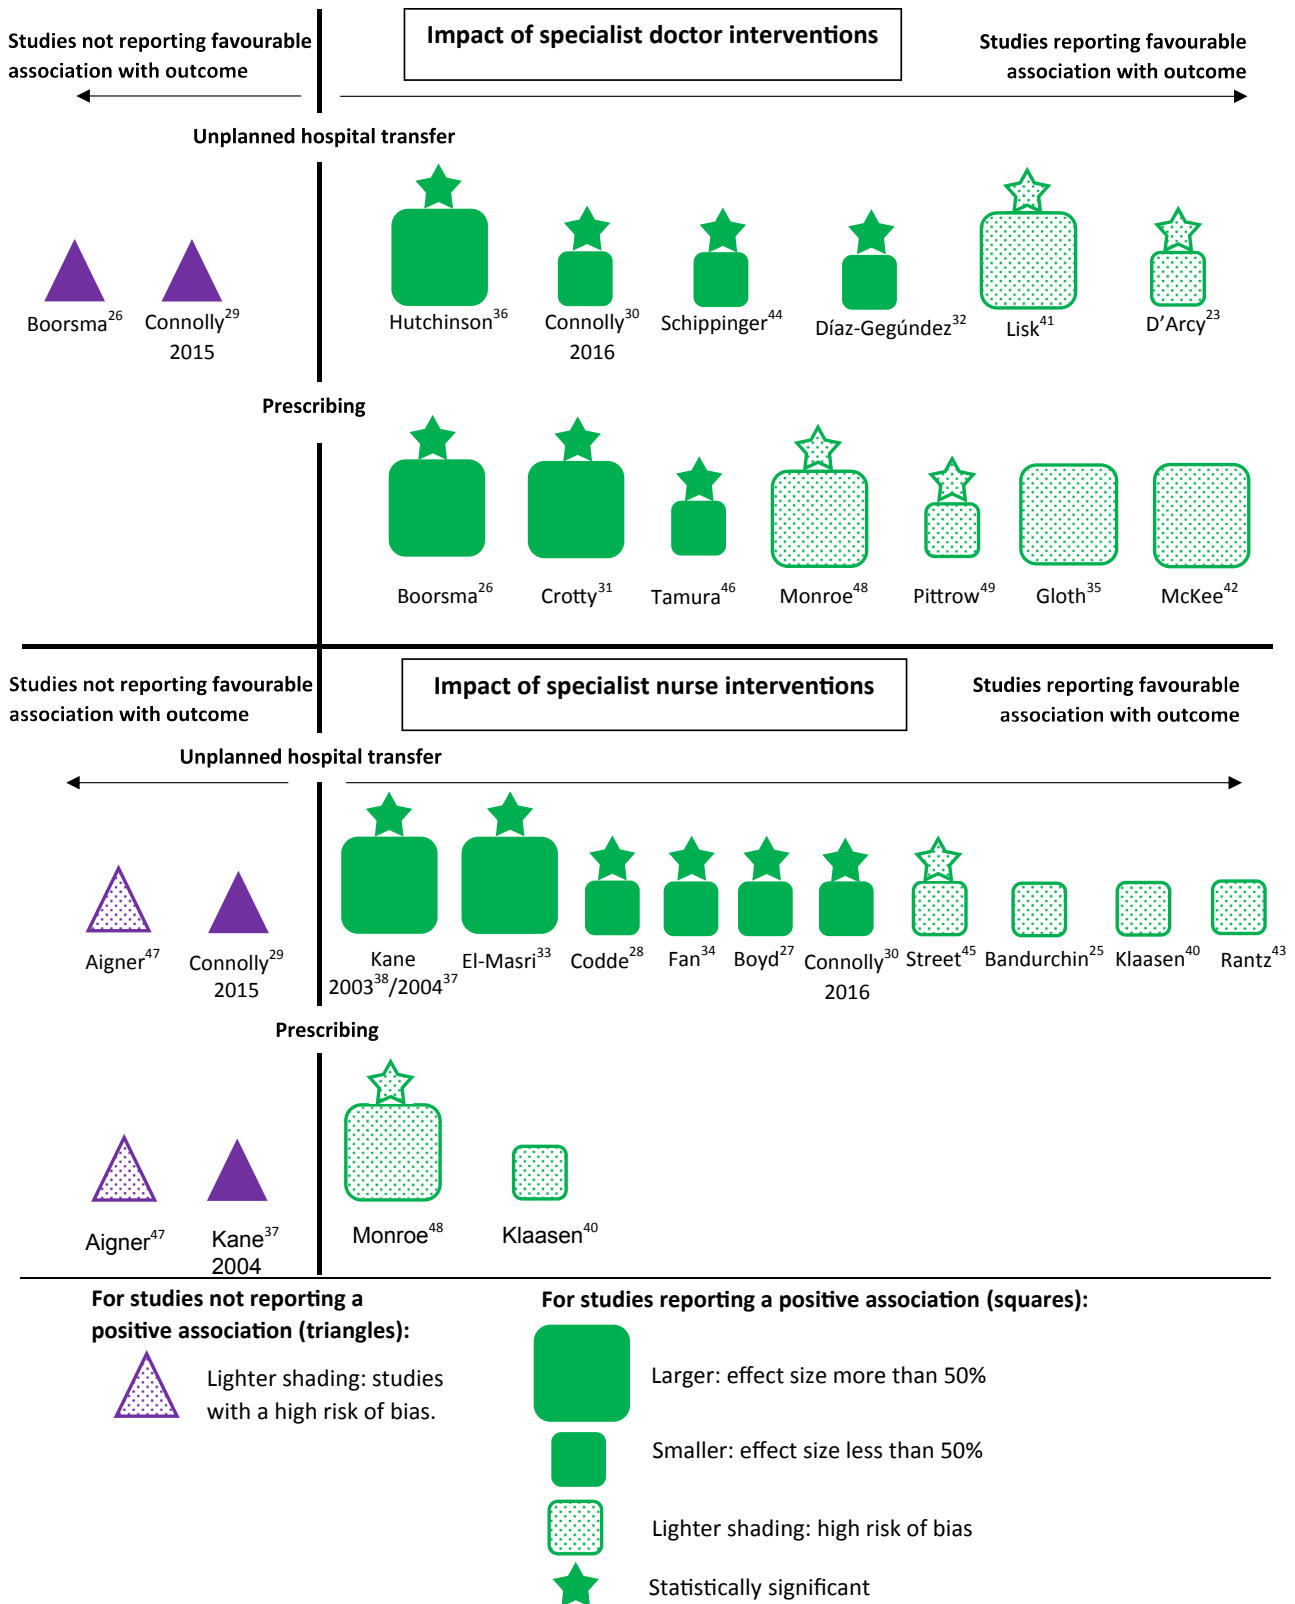 Impact of specialist doctor interventions
Studies not reporting favourable
association with outcome
Studies reporting favourable
association with outcome
Unplanned hospital transfer
Boorsma26
Connolly29
2015
Hutchinson36
Connolly30
2016
Schippinger44
Díaz-Gegúndez32
Lisk41
D’Arcy23
Prescribing
Boorsma26
Crotty31
Tamura46
Monroe48
Pittrow49
Gloth35
McKee42
Impact of specialist nurse interventions
Studies not reporting favourable
association with outcome
Studies reporting favourable
association with outcome
Unplanned hospital transfer
Aigner47
Connolly29
2015
Kane
200338/200437
El-Masri33
Codde28
Fan34
Boyd27
Connolly30
2016
Street45
Bandurchin25
Klaasen40
Rantz43
Prescribing
Aigner47
Kane37
2004
Monroe48
Klaasen40
For studies not reporting a
positive association (triangles):
Lighter shading: studies
with a high risk of bias.
For studies reporting a positive association (squares):
Larger: effect size more than 50%
Smaller: effect size less than 50%
Lighter shading: high risk of bias
Statistically significant